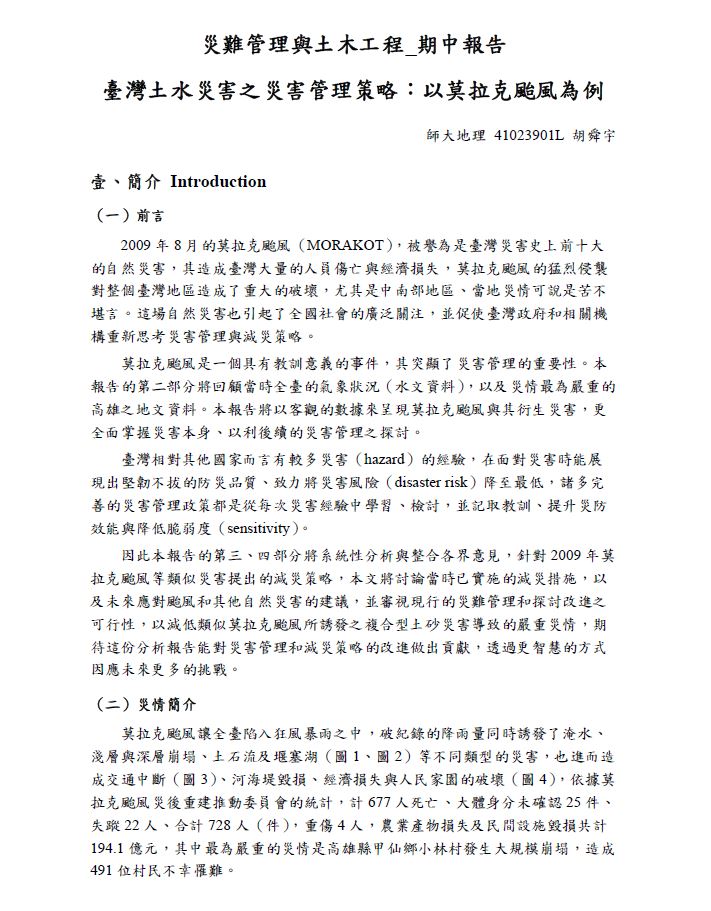 災難管理與土木工程_期中報告
臺灣土水災害之災害管理策略：以莫拉克颱風為例
師大地理 41023901L 胡舜宇
壹、簡介 Introduction
（一）前言
2009 年 8 月的莫拉克颱風（MORAKOT），被譽為是臺灣災害史上前十大
的自然災害，其造成臺灣大量的人員傷亡與經濟損失，莫拉克颱風的猛烈侵襲
對整個臺灣地區造成了重大的破壞，尤其是中南部地區、當地災情可說是苦不
堪言。這場自然災害也引起了全國社會的廣泛關注，並促使臺灣政府和相關機
構重新思考災害管理與減災策略。
莫拉克颱風是一個具有教訓意義的事件，其突顯了災害管理的重要性。本
報告的第二部分將回顧當時全臺的氣象狀況（水文資料），以及災情最為嚴重的
高雄之地文資料。本報告將以客觀的數據來呈現莫拉克颱風與其衍生災害，更
全面掌握災害本身、以利後續的災害管理之探討。
臺灣相對其他國家而言有較多災害（hazard）的經驗，在面對災害時能展
現出堅韌不拔的防災品質、致力將災害風險（disaster risk）降至最低，諸多完
善的災害管理政策都是從每次災害經驗中學習、檢討，並記取教訓、提升災防
效能與降低脆弱度（sensitivity）。
因此本報告的第三、四部分將系統性分析與整合各界意見，針對 2009 年莫
拉克颱風等類似災害提出的減災策略，本文將討論當時已實施的減災措施，以
及未來應對颱風和其他自然災害的建議，並審視現行的災難管理和探討改進之
可行性，以減低類似莫拉克颱風所誘發之複合型土砂災害導致的嚴重災情，期
待這份分析報告能對災害管理和減災策略的改進做出貢獻，透過更智慧的方式
因應未來更多的挑戰。
（二）災情簡介
莫拉克颱風讓全臺陷入狂風暴雨之中，破紀錄的降雨量同時誘發了淹水、
淺層與深層崩塌、土石流及堰塞湖（圖 1、圖 2）等不同類型的災害，也進而造
成交通中斷（圖 3）、河海堤毀損、經濟損失與人民家園的破壞（圖 4），依據莫
拉克颱風災後重建推動委員會的統計，計 677 人死亡、大體身分未確認 25 件、
失蹤 22 人、合計 728 人（件），重傷 4 人，農業產物損失及民間設施毀損共計
194.1 億元，其中最為嚴重的災情是高雄縣甲仙鄉小林村發生大規模崩塌，造成
491 位村民不幸罹難。